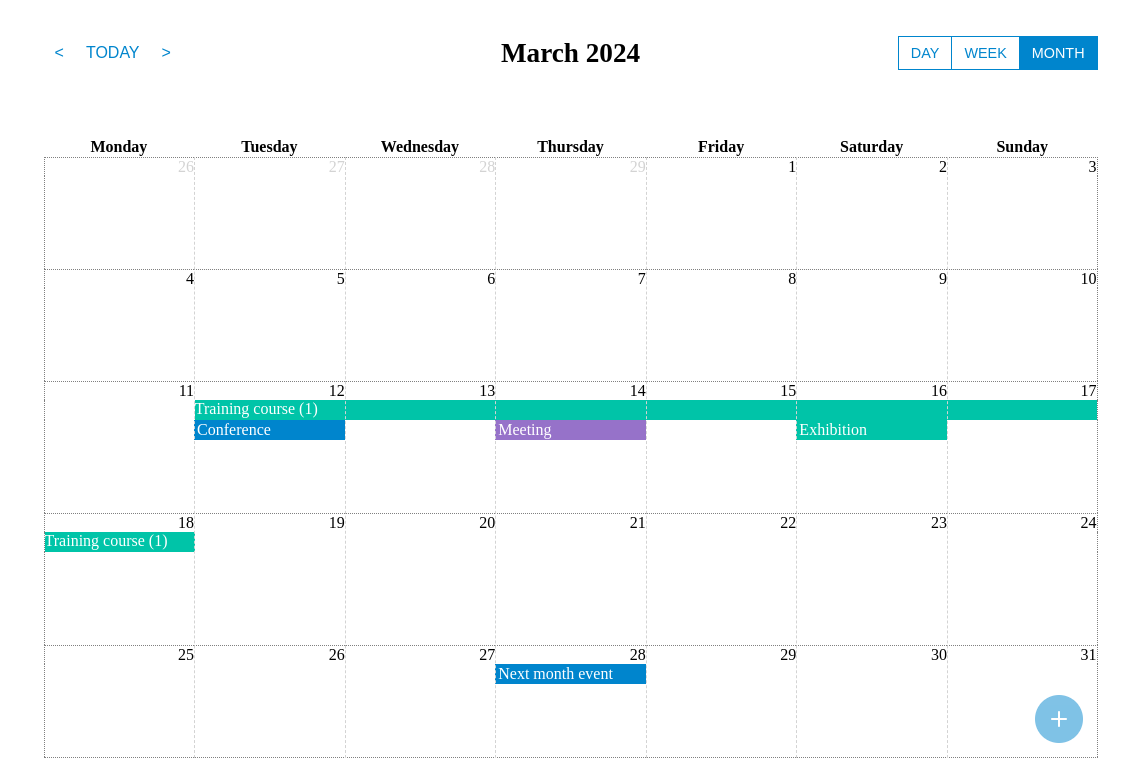 < TODAY > March 2024 DAY WEEK MONTH
Monday Tuesday Wednesday Thursday Friday Saturday Sunday
26 27 28 29 1 2 3
4 5 6 7 8 9 10
11 12 13 14 15 16 17
Training course (1)
Conference Meeting Exhibition
18 19 20 21 22 23 24
Training course (1)
25 26 27 28 29 30 31
Next month event
+